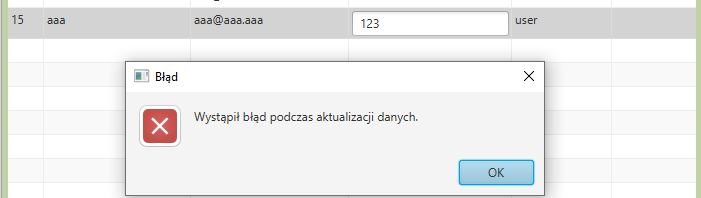 15 aaa aaa@aaa.aaa 123 user
Błąd
Wystąpił błąd podczas aktualizacji danych.
OK